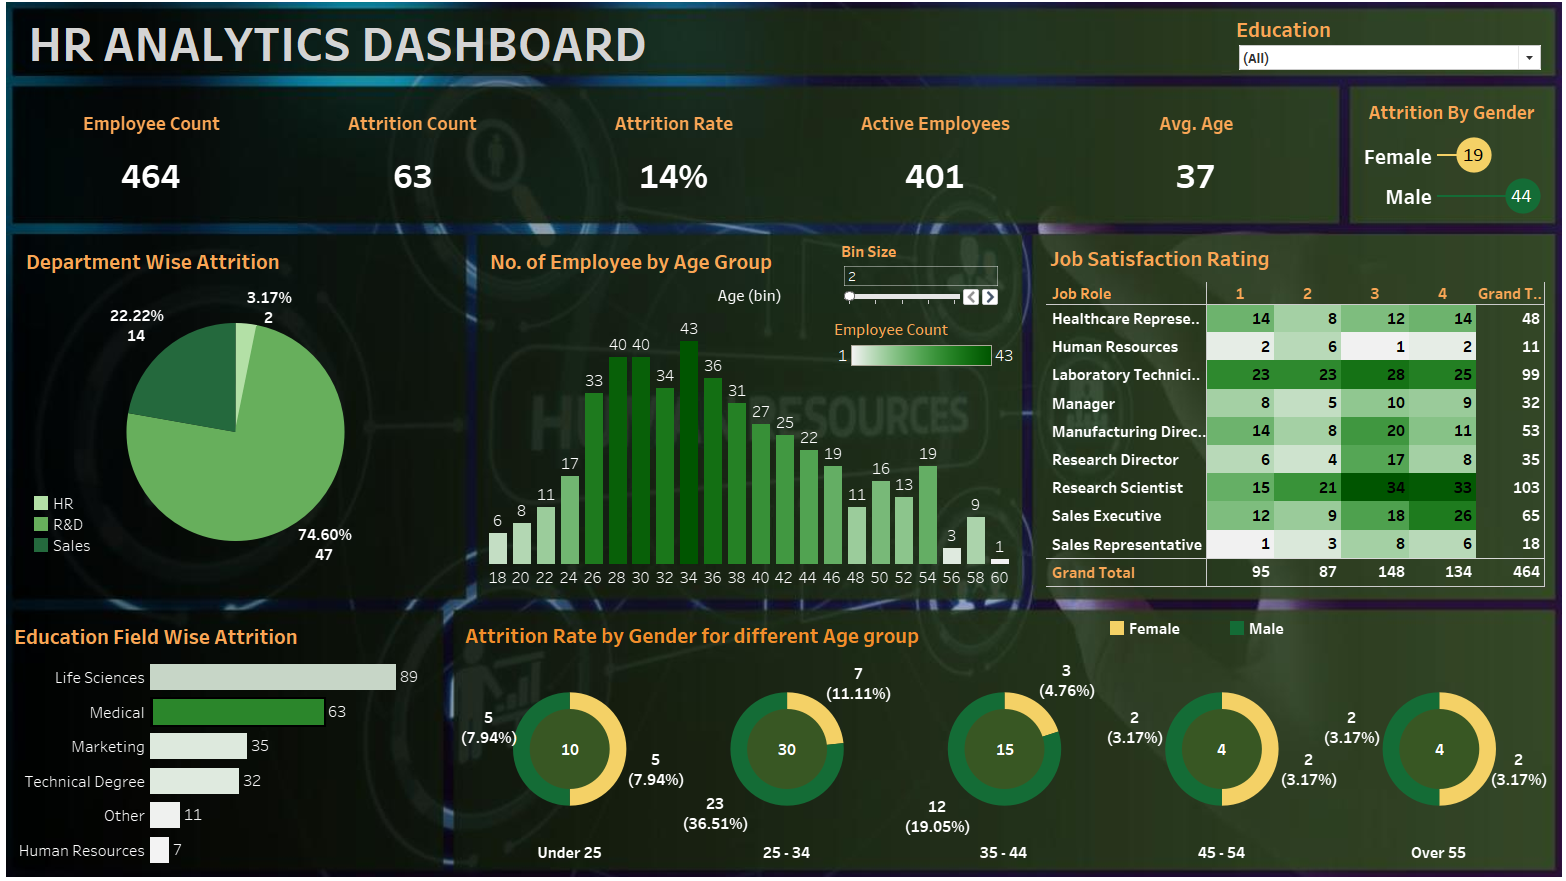 HR ANALYTICS DASHBOARD
Education
(All)
Employee Count
464
Attrition Count
63
Attrition Rate
14%
Active Employees
401
Avg. Age
37
Attrition By Gender
Female 19
Male 44
Department Wise Attrition
3.17%
2
22.22%
14
74.60%
47
HR
R&D
Sales
No. of Employee by Age Group
Bin Size
2
Age (bin)
Employee Count
1 43
6 8 11 17 33 40 40 34 43 36 31 27 25 22 19 11 16 13 19 3 9 1
18 20 22 24 26 28 30 32 34 36 38 40 42 44 46 48 50 52 54 56 58 60
HUMAN RESOURCES
Job Satisfaction Rating
Job Role 1 2 3 4 Grand T..
Healthcare Represe.. 14 8 12 14 48
Human Resources 2 6 1 2 11
Laboratory Technici.. 23 23 28 25 99
Manager 8 5 10 9 32
Manufacturing Direc.. 14 8 20 11 53
Research Director 6 4 17 8 35
Research Scientist 15 21 34 33 103
Sales Executive 12 9 18 26 65
Sales Representative 1 3 8 6 18
Grand Total 95 87 148 134 464
Education Field Wise Attrition
Life Sciences 89
Medical 63
Marketing 35
Technical Degree 32
Other 11
Human Resources 7
Attrition Rate by Gender for different Age group
Female
Male
5
(7.94%)
10
5
(7.94%)
Under 25
7
(11.11%)
30
23
(36.51%)
25 - 34
3
(4.76%)
15
12
(19.05%)
35 - 44
2
(3.17%)
4
2
(3.17%)
45 - 54
2
(3.17%)
4
2
(3.17%)
Over 55